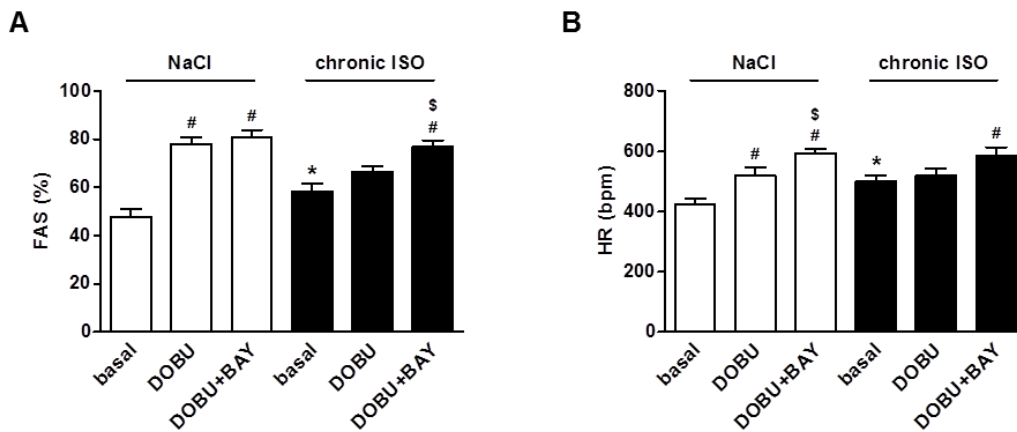 A
NaCl
chronic ISO
FAS (%)
100
80
60
40
20
0
#
#
*
$
#
basal
DOBU
DOBU+BAY
basal
DOBU
DOBU+BAY
B
NaCl
chronic ISO
HR (bpm)
800
600
400
200
0
#
$
#
*
#
basal
DOBU
DOBU+BAY
basal
DOBU
DOBU+BAY